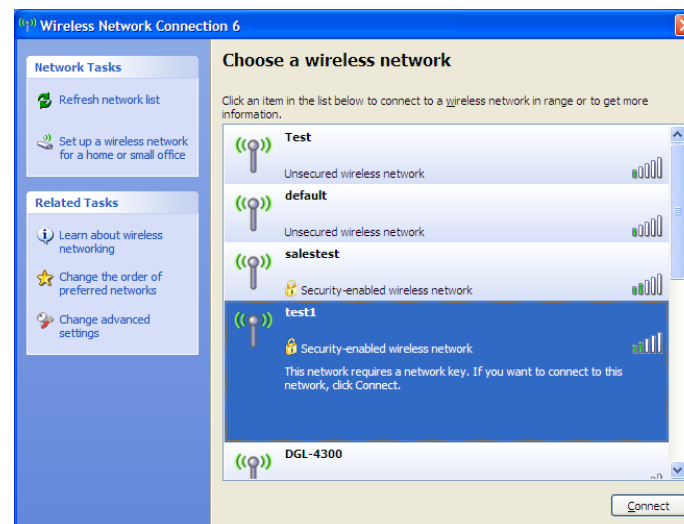 Wireless Network Connection 6
Network Tasks
Refresh network list
Set up a wireless network
for a home or small office
Related Tasks
Learn about wireless
networking
Change the order of
preferred networks
Change advanced
settings
Choose a wireless network
Click an item in the list below to connect to a wireless network in range or to get more
information.
Test
Unsecured wireless network
default
Unsecured wireless network
salestest
Security-enabled wireless network
test1
Security-enabled wireless network
This network requires a network key. If you want to connect to this
network, click Connect.
DGL-4300
Connect